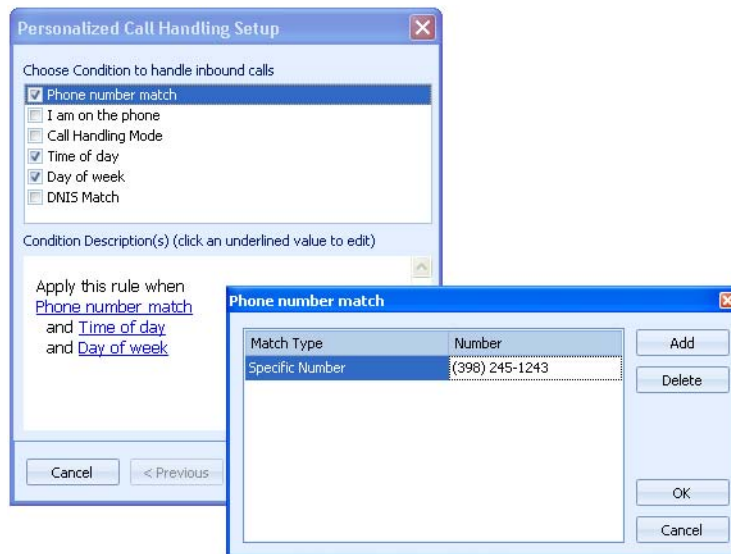 Personalized Call Handling Setup
Choose Condition to handle inbound calls
Phone number match
I am on the phone
Call Handling Mode
Time of day
Day of week
DNIS Match
Condition Description(s) (click an underlined value to edit)
Apply this rule when
Phone number match
and Time of day
and Day of week
Cancel
< Previous
Phone number match
Match Type Number
Specific Number (398) 245-1243
Add
Delete
OK
Cancel